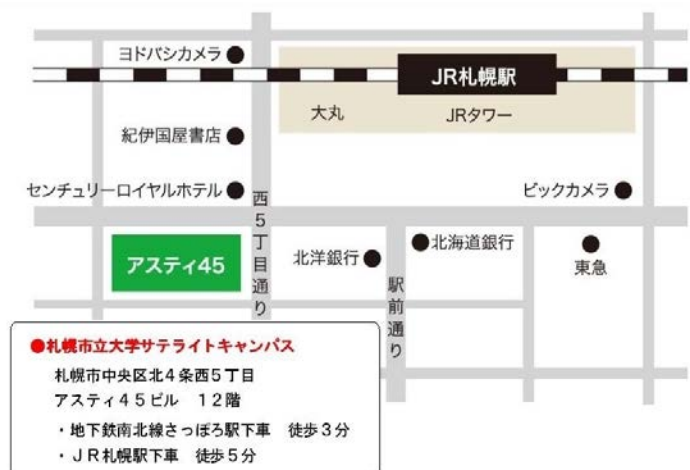 ヨドバシカメラ
JR札幌駅
大丸
JRタワー
紀伊国屋書店
センチュリーロイヤルホテル
ビックカメラ
西5丁目通り
アスティ45
北洋銀行
北海道銀行
東急
駅前通り
●札幌市立大学サテライトキャンパス
札幌市中央区北4条西5丁目
アスティ45ビル 12階
・地下鉄南北線さっぽろ駅下車 徒歩3分
・JR札幌駅下車 徒歩5分